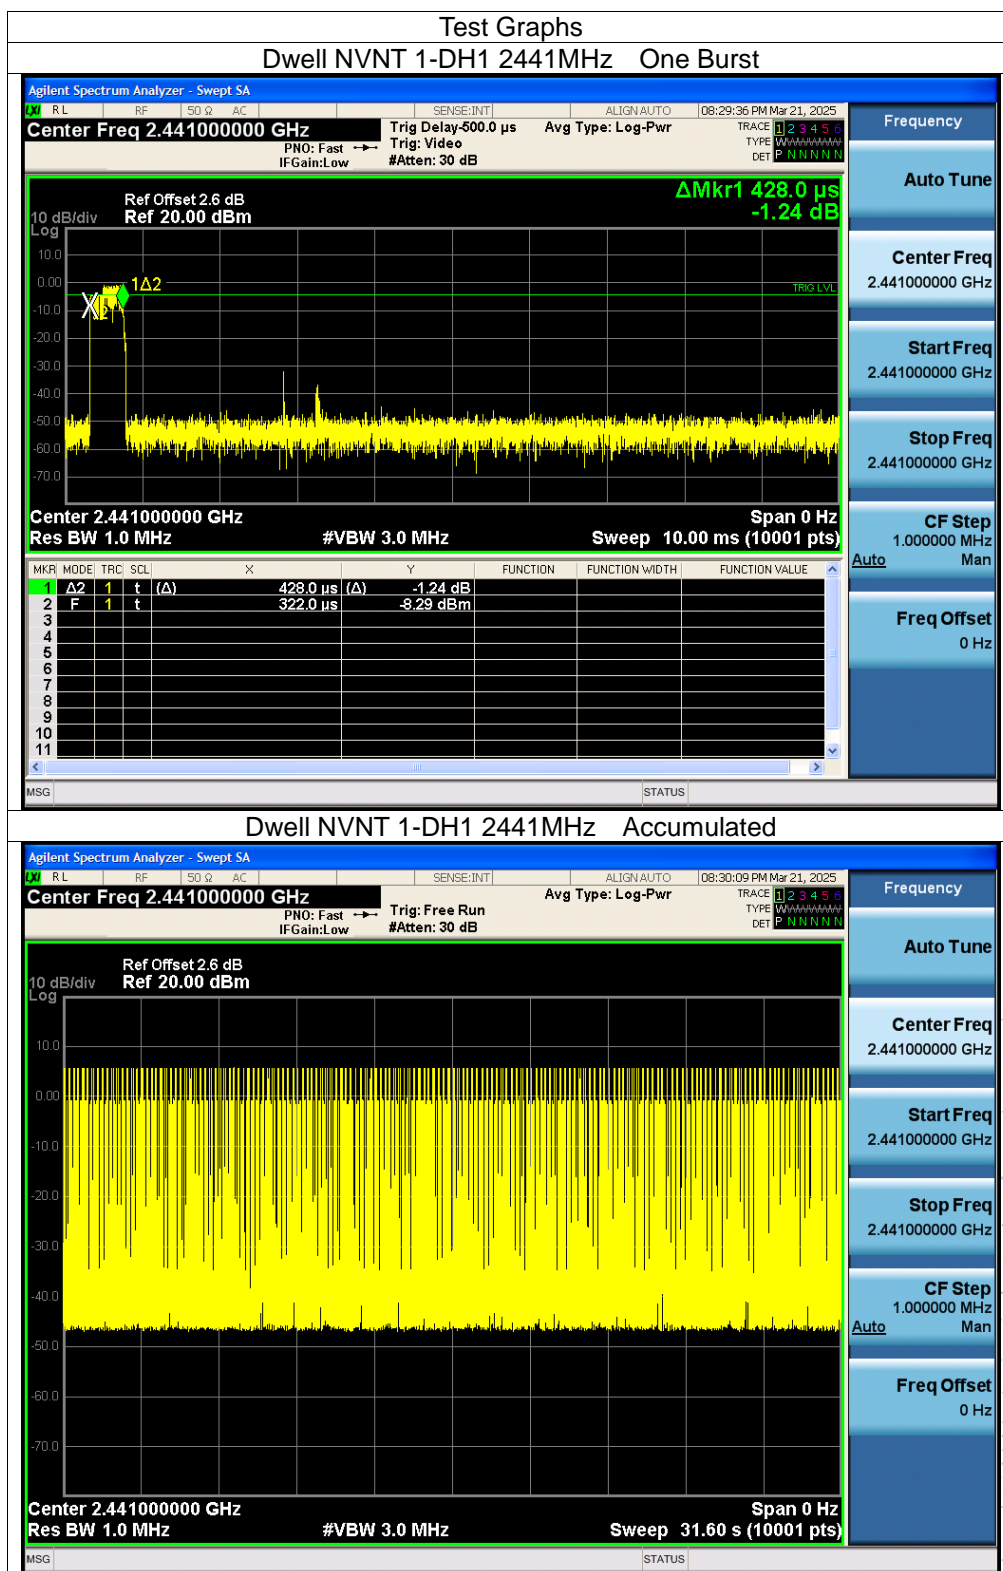 Test Graphs
Dwell NVNT 1-DH1 2441MHz One Burst
Agilent Spectrum Analyzer - Swept SA
LXI RL RF 50 Ω AC SENSE:INT ALIGN AUTO 08:29:36 PM Mar 21, 2025
Center Freq 2.441000000 GHz
Trig Delay-500.0 µs Avg Type: Log-Pwr
TRACE 1 2 3 4 5 6
PNO: Fast Trig: Video
TYPE W
IFGain:Low #Atten: 30 dB
DET P N N N N N
Frequency
Auto Tune
ΔMkr1 428.0 µs
-1.24 dB
Ref Offset 2.6 dB
10 dB/div Ref 20.00 dBm
Log
10.0
0.00
-10.0
-20.0
-30.0
-40.0
-50.0
-60.0
-70.0
1Δ2
2
TRIG LVL
Center Freq
2.441000000 GHz
Start Freq
2.441000000 GHz
Stop Freq
2.441000000 GHz
Center 2.441000000 GHz Span 0 Hz
Res BW 1.0 MHz #VBW 3.0 MHz Sweep 10.00 ms (10001 pts)
CF Step
1.000000 MHz
Auto Man
MKR MODE TRC SCL X Y FUNCTION FUNCTION WIDTH FUNCTION VALUE
1 Δ2 1 t (Δ) 428.0 µs (Δ) -1.24 dB
2 F 1 t 322.0 µs -8.29 dBm
3
4
5
6
7
8
9
10
11
Freq Offset
0 Hz
MSG STATUS
Dwell NVNT 1-DH1 2441MHz Accumulated
Agilent Spectrum Analyzer - Swept SA
LXI RL RF 50 Ω AC SENSE:INT ALIGN AUTO 08:30:09 PM Mar 21, 2025
Center Freq 2.441000000 GHz
Avg Type: Log-Pwr
TRACE 1 2 3 4 5 6
PNO: Fast Trig: Free Run
TYPE W
IFGain:Low #Atten: 30 dB
DET P N N N N N
Frequency
Auto Tune
Ref Offset 2.6 dB
10 dB/div Ref 20.00 dBm
Log
10.0
0.00
-10.0
-20.0
-30.0
-40.0
-50.0
-60.0
-70.0
Center Freq
2.441000000 GHz
Start Freq
2.441000000 GHz
Stop Freq
2.441000000 GHz
CF Step
1.000000 MHz
Auto Man
Freq Offset
0 Hz
Center 2.441000000 GHz Span 0 Hz
Res BW 1.0 MHz #VBW 3.0 MHz Sweep 31.60 s (10001 pts)
MSG STATUS